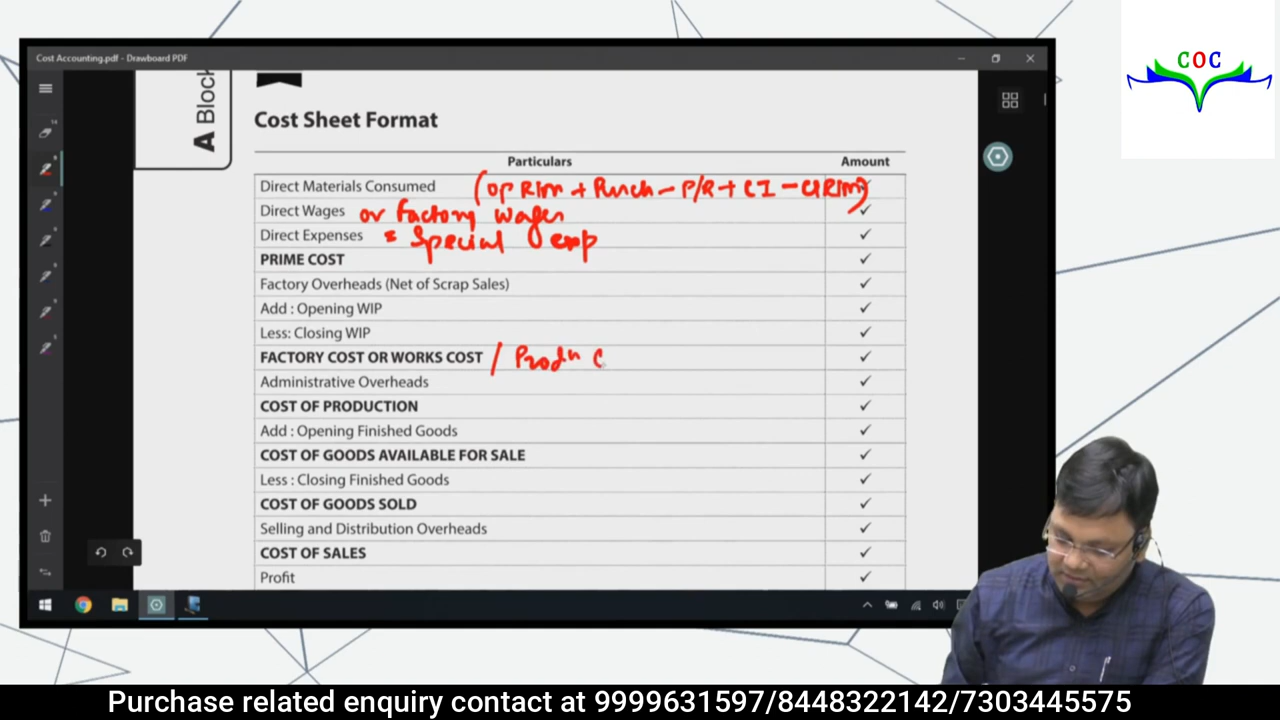 COC
Cost Accounting.pdf - Drawboard PDF
A Block
Cost Sheet Format
Particulars Amount
Direct Materials Consumed (op R/m + Purch - P/R + CI - cl R/m) ✓
Direct Wages or Factory Wages ✓
Direct Expenses = Special exp ✓
PRIME COST ✓
Factory Overheads (Net of Scrap Sales) ✓
Add : Opening WIP ✓
Less: Closing WIP ✓
FACTORY COST OR WORKS COST / Produn C ✓
Administrative Overheads ✓
COST OF PRODUCTION ✓
Add : Opening Finished Goods ✓
COST OF GOODS AVAILABLE FOR SALE ✓
Less : Closing Finished Goods ✓
COST OF GOODS SOLD ✓
Selling and Distribution Overheads ✓
COST OF SALES ✓
Profit ✓
Purchase related enquiry contact at 9999631597/8448322142/7303445575